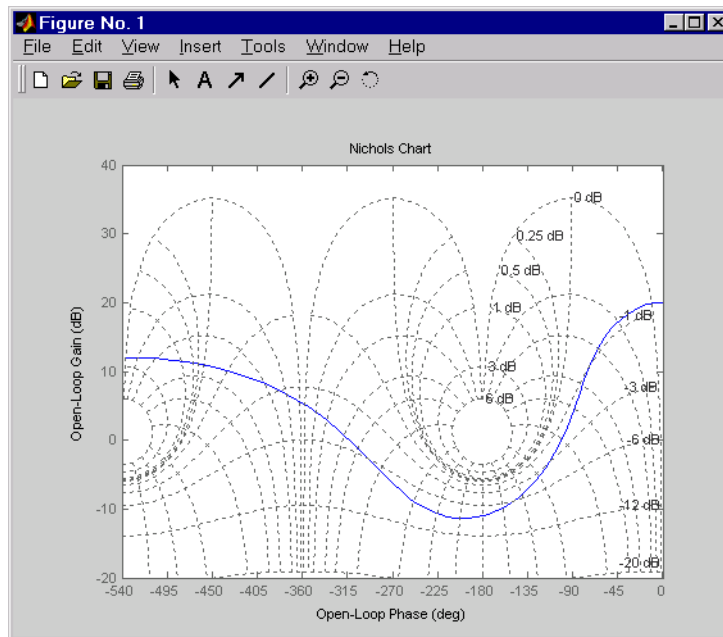 Figure No. 1
File Edit View Insert Tools Window Help
A
Nichols Chart
40
30
20
10
0
-10
-20
Open-Loop Gain (dB)
0 dB
0.25 dB
0.5 dB
1 dB
3 dB
6 dB
-1 dB
-3 dB
-6 dB
-12 dB
-20 dB
-540 -495 -450 -405 -360 -315 -270 -225 -180 -135 -90 -45 0
Open-Loop Phase (deg)